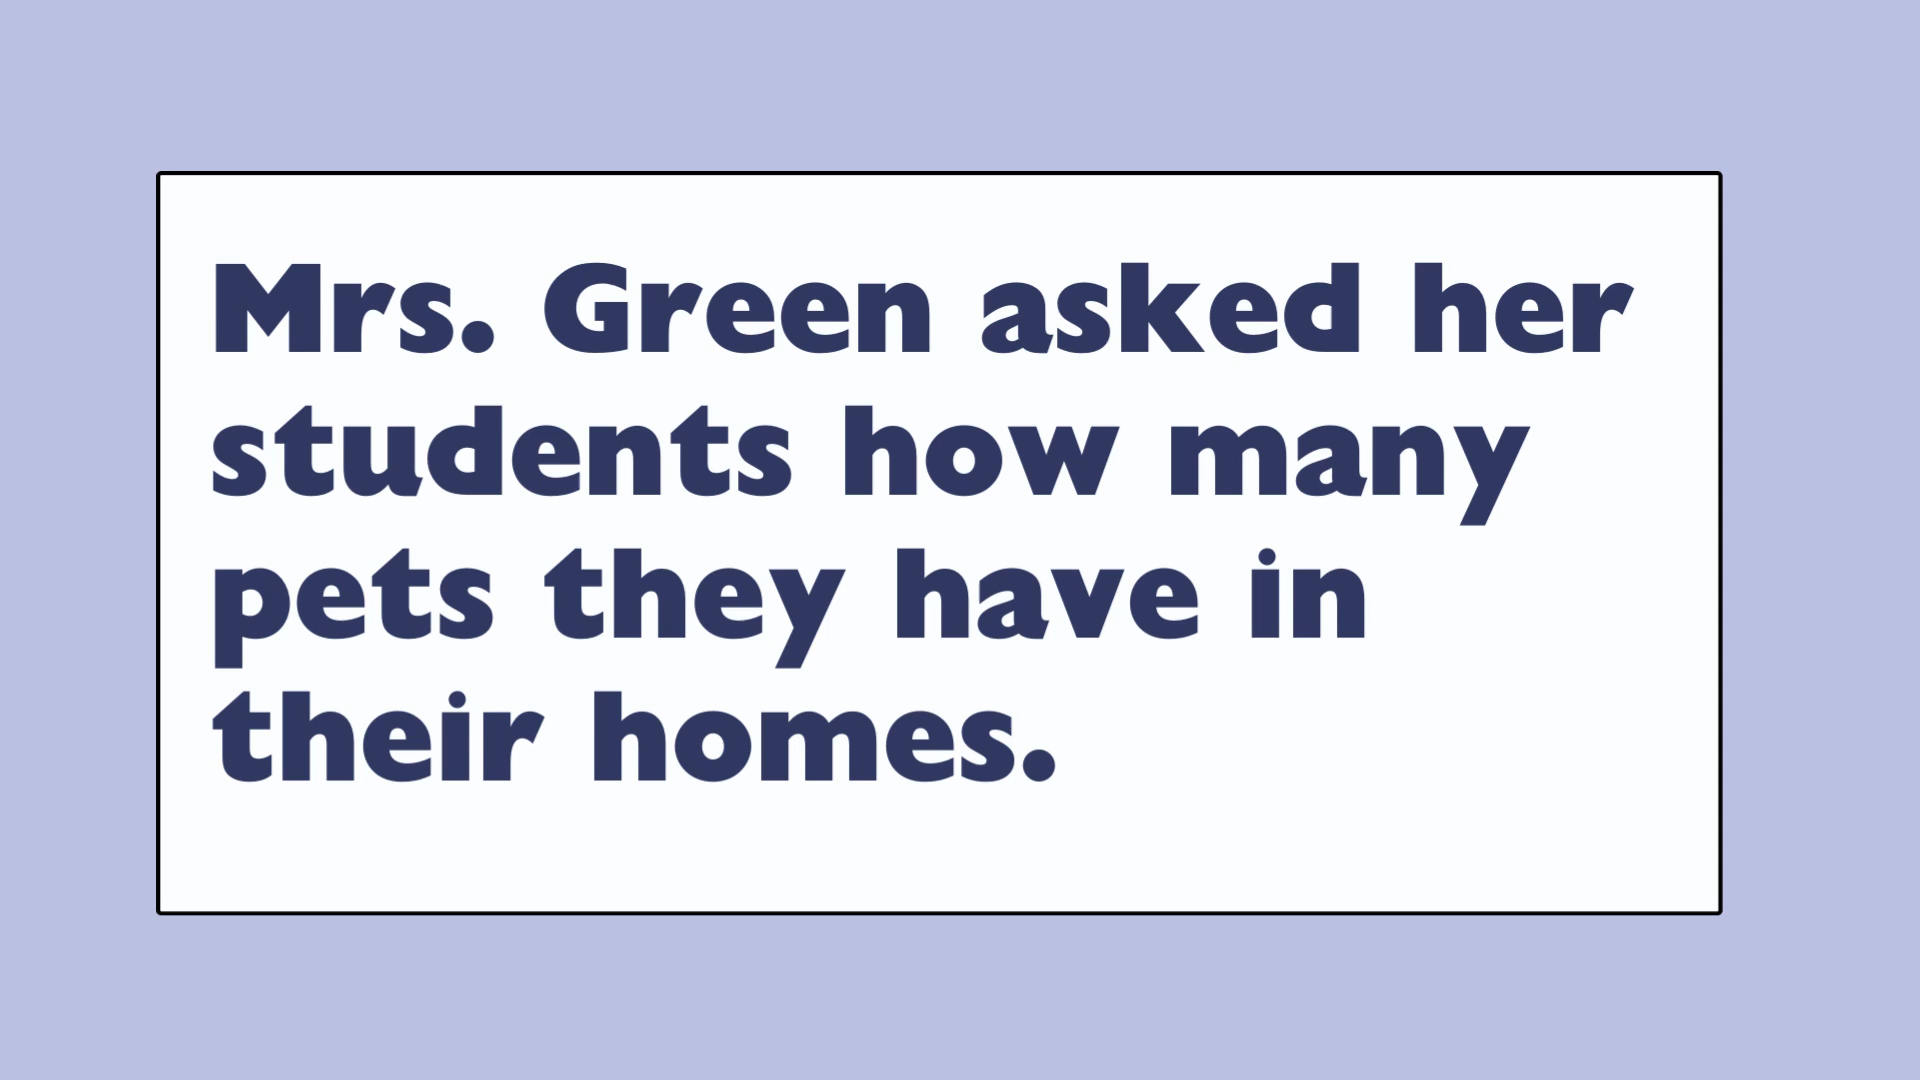 Mrs. Green asked her
students how many
pets they have in
their homes.